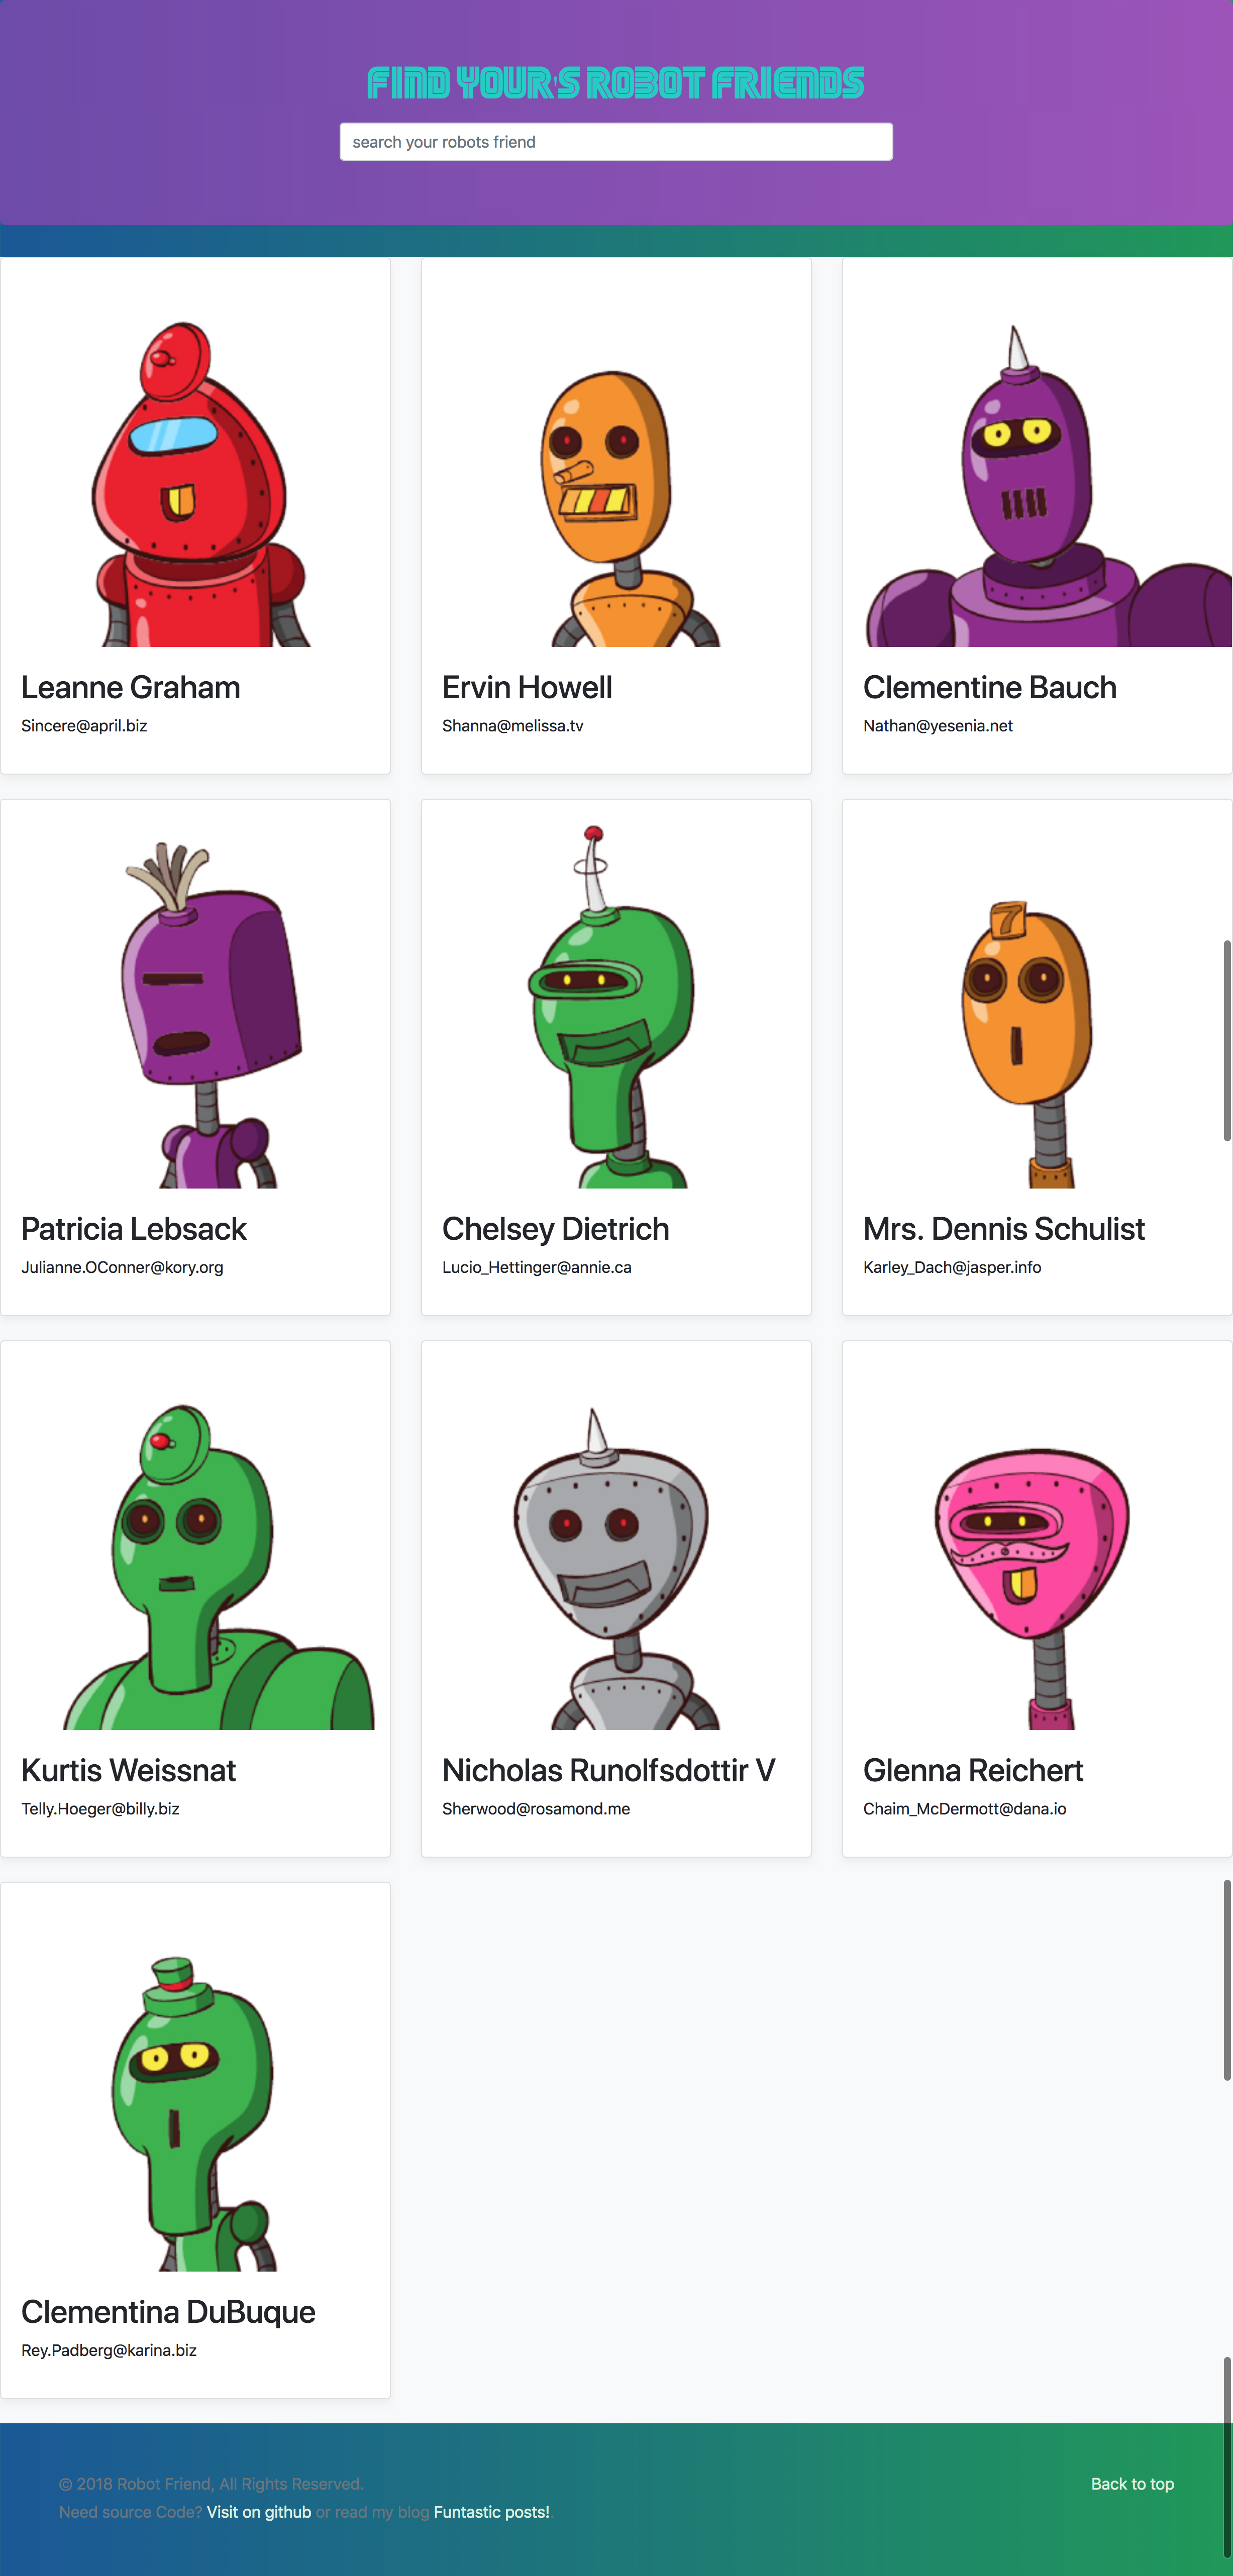 FIND YOUR'S ROBOT FRIENDS
search your robots friend
Leanne Graham
Sincere@april.biz
Ervin Howell
Shanna@melissa.tv
Clementine Bauch
Nathan@yesenia.net
7
Patricia Lebsack
Julianne.OConner@kory.org
Chelsey Dietrich
Lucio_Hettinger@annie.ca
Mrs. Dennis Schulist
Karley_Dach@jasper.info
Kurtis Weissnat
Telly.Hoeger@billy.biz
Nicholas Runolfsdottir V
Sherwood@rosamond.me
Glenna Reichert
Chaim_McDermott@dana.io
Clementina DuBuque
Rey.Padberg@karina.biz
© 2018 Robot Friend, All Rights Reserved.
Back to top
Need source Code? Visit on github or read my blog Funtastic posts!.